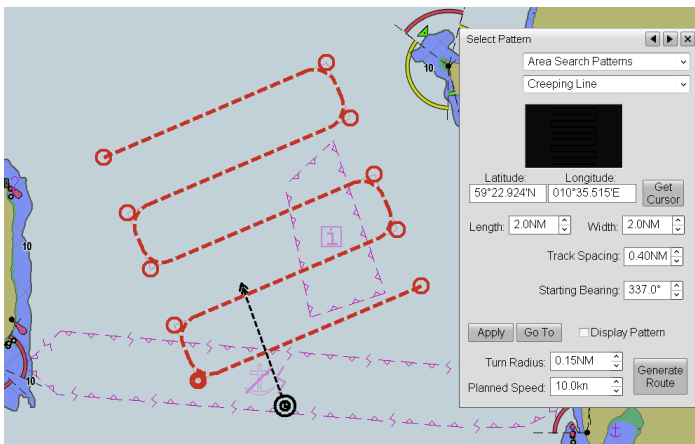 Select Pattern
Area Search Patterns
Creeping Line
Latitude: Longitude:
59°22.924'N 010°35.515'E Get Cursor
Length: 2.0NM Width: 2.0NM
Track Spacing: 0.40NM
Starting Bearing: 337.0°
Apply Go To Display Pattern
Turn Radius: 0.15NM
Planned Speed: 10.0kn
Generate Route
10
i
10
10